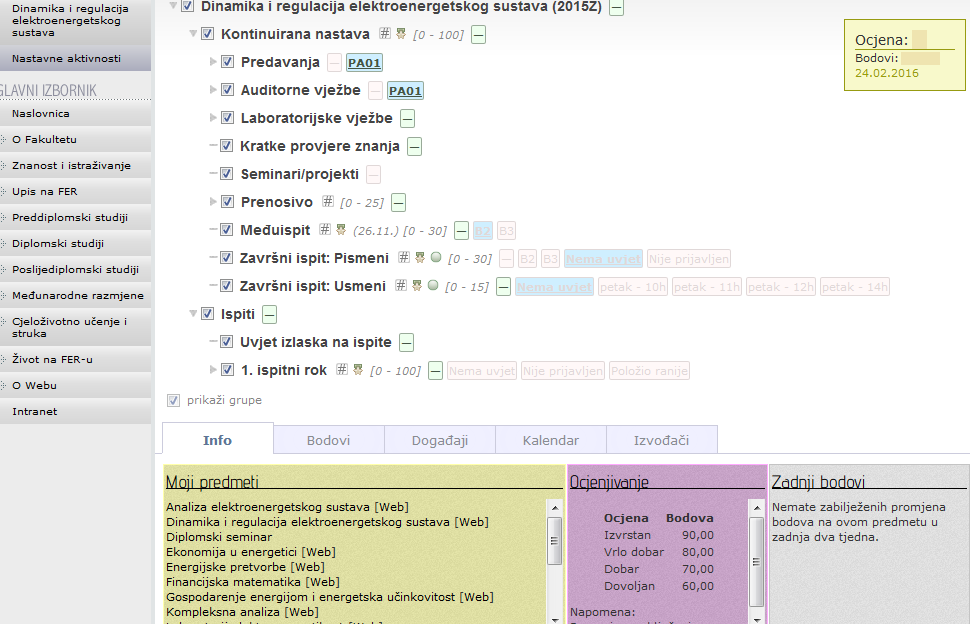 Dinamika i regulacija
elektroenergetskog
sustava
Nastavne aktivnosti
GLAVNI IZBORNIK
Naslovnica
O Fakultetu
Znanost i istraživanje
Upis na FER
Preddiplomski studiji
Diplomski studiji
Poslijediplomski studiji
Međunarodne razmjene
Cjeloživotno učenje i
struka
Život na FER-u
O Webu
Intranet
Dinamika i regulacija elektroenergetskog sustava (2015Z) —
Kontinuirana nastava # [0 - 100] —
Predavanja — PA01
Auditorne vježbe — PA01
Laboratorijske vježbe —
Kratke provjere znanja —
Seminari/projekti —
Prenosivo # [0 - 25] —
Međuispit # (26.11.) [0 - 30] — B2 B3
Završni ispit: Pismeni # [0 - 30] — B2 B3 Nema uvjet Nije prijavljen
Završni ispit: Usmeni # [0 - 15] — Nema uvjet petak - 10h petak - 11h petak - 12h petak - 14h
Ispiti —
Uvjet izlaska na ispite —
1. ispitni rok # [0 - 100] — Nema uvjet Nije prijavljen Položio ranije
prikaži grupe
Ocjena:
Bodovi:
24.02.2016
Info Bodovi Događaji Kalendar Izvođači
Moji predmeti
Analiza elektroenergetskog sustava [Web]
Dinamika i regulacija elektroenergetskog sustava [Web]
Diplomski seminar
Ekonomija u energetici [Web]
Energijske pretvorbe [Web]
Financijska matematika [Web]
Gospodarenje energijom i energetska učinkovitost [Web]
Kompleksna analiza [Web]
Ocjenjivanje
Ocjena Bodova
Izvrstan 90,00
Vrlo dobar 80,00
Dobar 70,00
Dovoljan 60,00
Napomena:
Zadnji bodovi
Nemate zabilježenih promjena
bodova na ovom predmetu u
zadnja dva tjedna.